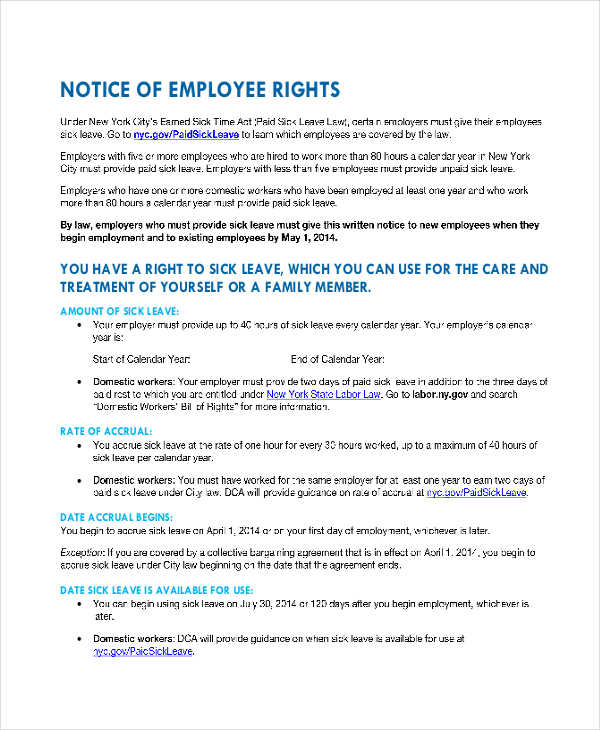 NOTICE OF EMPLOYEE RIGHTS
Under New York City's Earned Sick Time Act (Paid Sick Leave Law), certain employers must give their employees
sick leave. Go to nyc.gov/PaidSickLeave to learn which employees are covered by the law.
Employers with five or more employees who are hired to work more than 80 hours a calendar year in New York
City must provide paid sick leave. Employers with less than five employees must provide unpaid sick leave.
Employers who have one or more domestic workers who have been employed at least one year and who work
more than 80 hours a calendar year must provide paid sick leave.
By law, employers who must provide sick leave must give this written notice to new employees when they
begin employment and to existing employees by May 1, 2014.
YOU HAVE A RIGHT TO SICK LEAVE, WHICH YOU CAN USE FOR THE CARE AND
TREATMENT OF YOURSELF OR A FAMILY MEMBER.
AMOUNT OF SICK LEAVE:
• Your employer must provide up to 40 hours of sick leave every calendar year. Your employer's calendar
year is:
Start of Calendar Year: End of Calendar Year:
• Domestic workers: Your employer must provide two days of paid sick leave in addition to the three days of
paid rest to which you are entitled under New York State Labor Law. Go to labor.ny.gov and search
"Domestic Workers' Bill of Rights" for more information.
RATE OF ACCRUAL:
• You accrue sick leave at the rate of one hour for every 30 hours worked, up to a maximum of 40 hours of
sick leave per calendar year.
• Domestic workers: You must have worked for the same employer for at least one year to earn two days of
paid sick leave under City law. DCA will provide guidance on rate of accrual at nyc.gov/PaidSickLeave.
DATE ACCRUAL BEGINS:
You begin to accrue sick leave on April 1, 2014 or on your first day of employment, whichever is later.
Exception: If you are covered by a collective bargaining agreement that is in effect on April 1, 2014, you begin to
accrue sick leave under City law beginning on the date that the agreement ends.
DATE SICK LEAVE IS AVAILABLE FOR USE:
• You can begin using sick leave on July 30, 2014 or 120 days after you begin employment, whichever is
later.
• Domestic workers: DCA will provide guidance on when sick leave is available for use at
nyc.gov/PaidSickLeave.